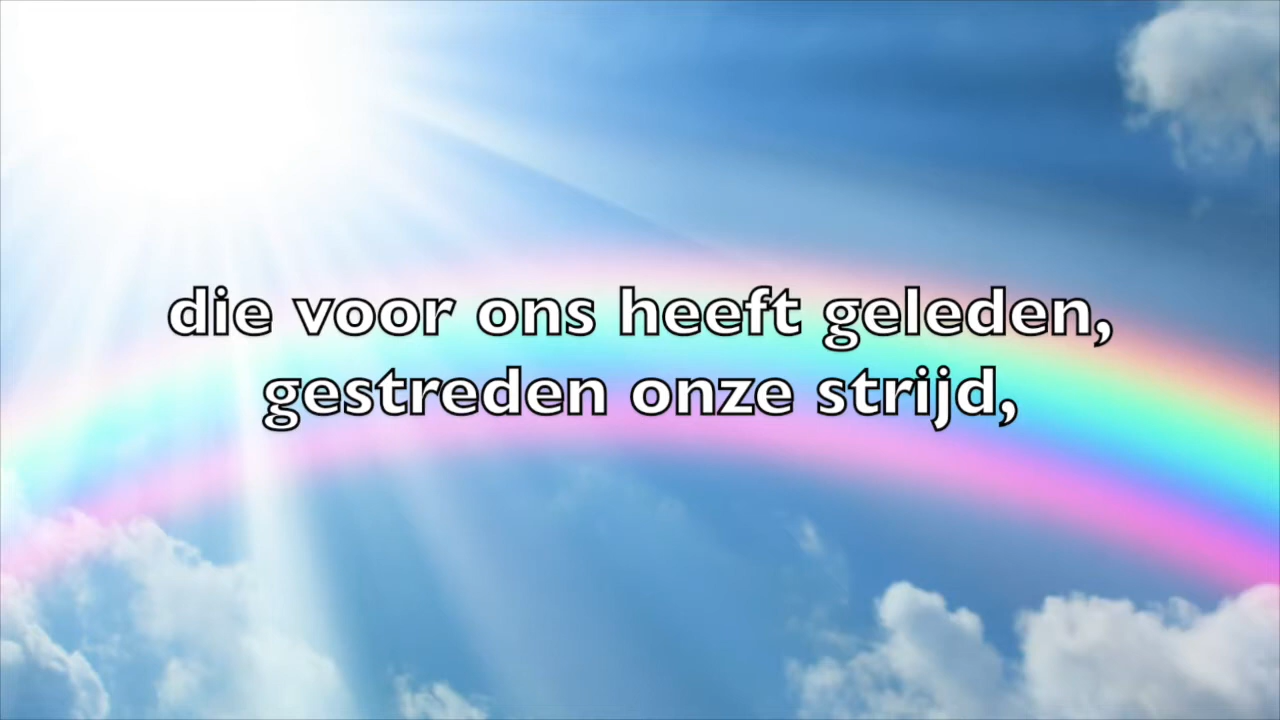 die voor ons heeft geleden,
gestreden onze strijd,